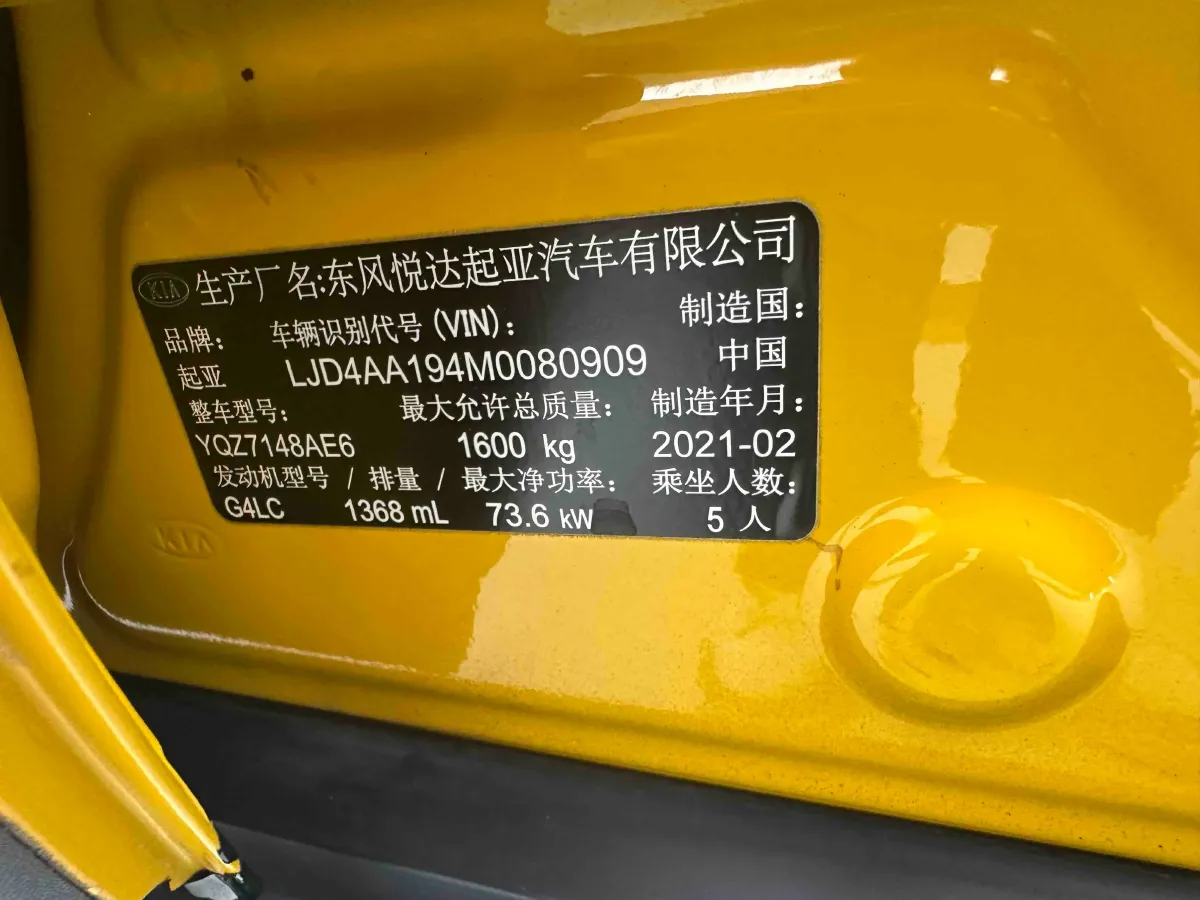 KIA 生产厂名:东风悦达起亚汽车有限公司
品牌: 车辆识别代号(VIN): 制造国:
起亚 LJD4AA194M0080909 中国
整车型号: 最大允许总质量: 制造年月:
YQZ7148AE6 1600 kg 2021-02
发动机型号 / 排量 / 最大净功率: 乘坐人数:
G4LC 1368 mL 73.6 kW 5 人
KIA